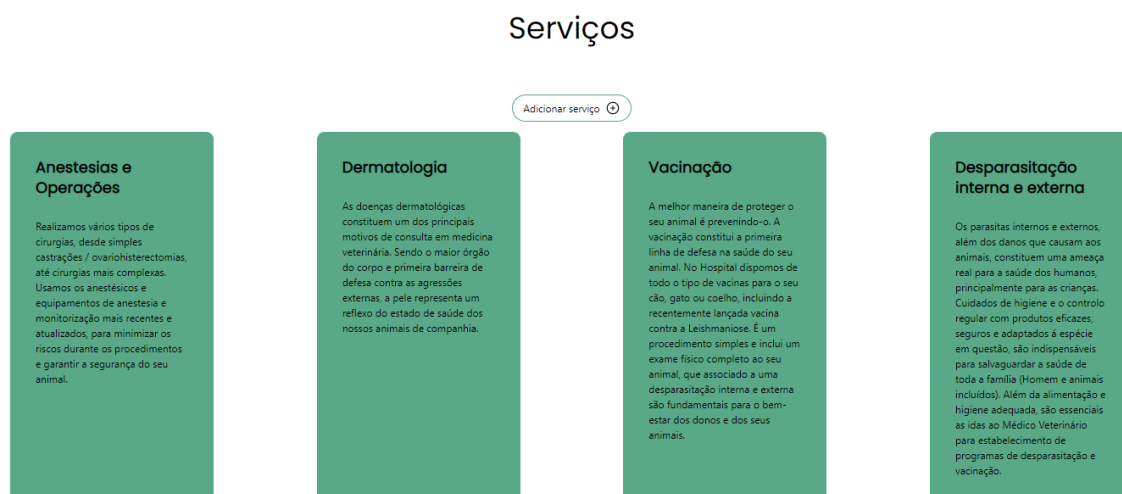 Serviços
Adicionar serviço
Anestesias e
Operações
Realizamos vários tipos de
cirurgias, desde simples
castrações / ovariohisterectomias,
até cirurgias mais complexas.
Usamos os anestésicos e
equipamentos de anestesia e
monitorização mais recentes e
atualizados, para minimizar os
riscos durante os procedimentos
e garantir a segurança do seu
animal.
Dermatologia
As doenças dermatológicas
constituem um dos principais
motivos de consulta em medicina
veterinária. Sendo o maior órgão
do corpo e primeira barreira de
defesa contra as agressões
externas, a pele representa um
reflexo do estado de saúde dos
nossos animais de companhia.
Vacinação
A melhor maneira de proteger o
seu animal é prevenindo-o. A
vacinação constitui a primeira
linha de defesa na saúde do seu
animal. No Hospital dispomos de
todo o tipo de vacinas para o seu
cão, gato ou coelho, incluindo a
recentemente lançada vacina
contra a Leishmaniose. É um
procedimento simples e inclui um
exame físico completo ao seu
animal, que associado a uma
desparasitação interna e externa
são fundamentais para o bem-
estar dos donos e dos seus
animais.
Desparasitação
interna e externa
Os parasitas internos e externos,
além dos danos que causam aos
animais, constituem uma ameaça
real para a saúde dos humanos,
principalmente para as crianças.
Cuidados de higiene e o controlo
regular com produtos eficazes,
seguros e adaptados á espécie
em questão, são indispensáveis
para salvaguardar a saúde de
toda a família (Homem e animais
incluídos). Além da alimentação e
higiene adequada, são essenciais
as idas ao Médico Veterinário
para estabelecimento de
programas de desparasitação e
vacinação.